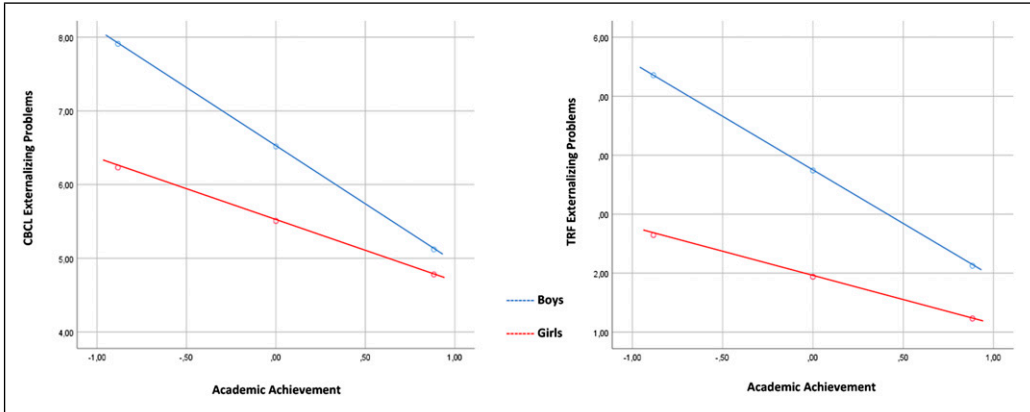 8,00
7,00
6,00
5,00
4,00
CBCL Externalizing Problems
-1,00 -,50 ,00 ,50 1,00
Academic Achievement
Boys
Girls
6,00
,00
,00
,00
2,00
1,00
TRF Externalizing Problems
-1,00 -,50 ,00 ,50 1,00
Academic Achievement